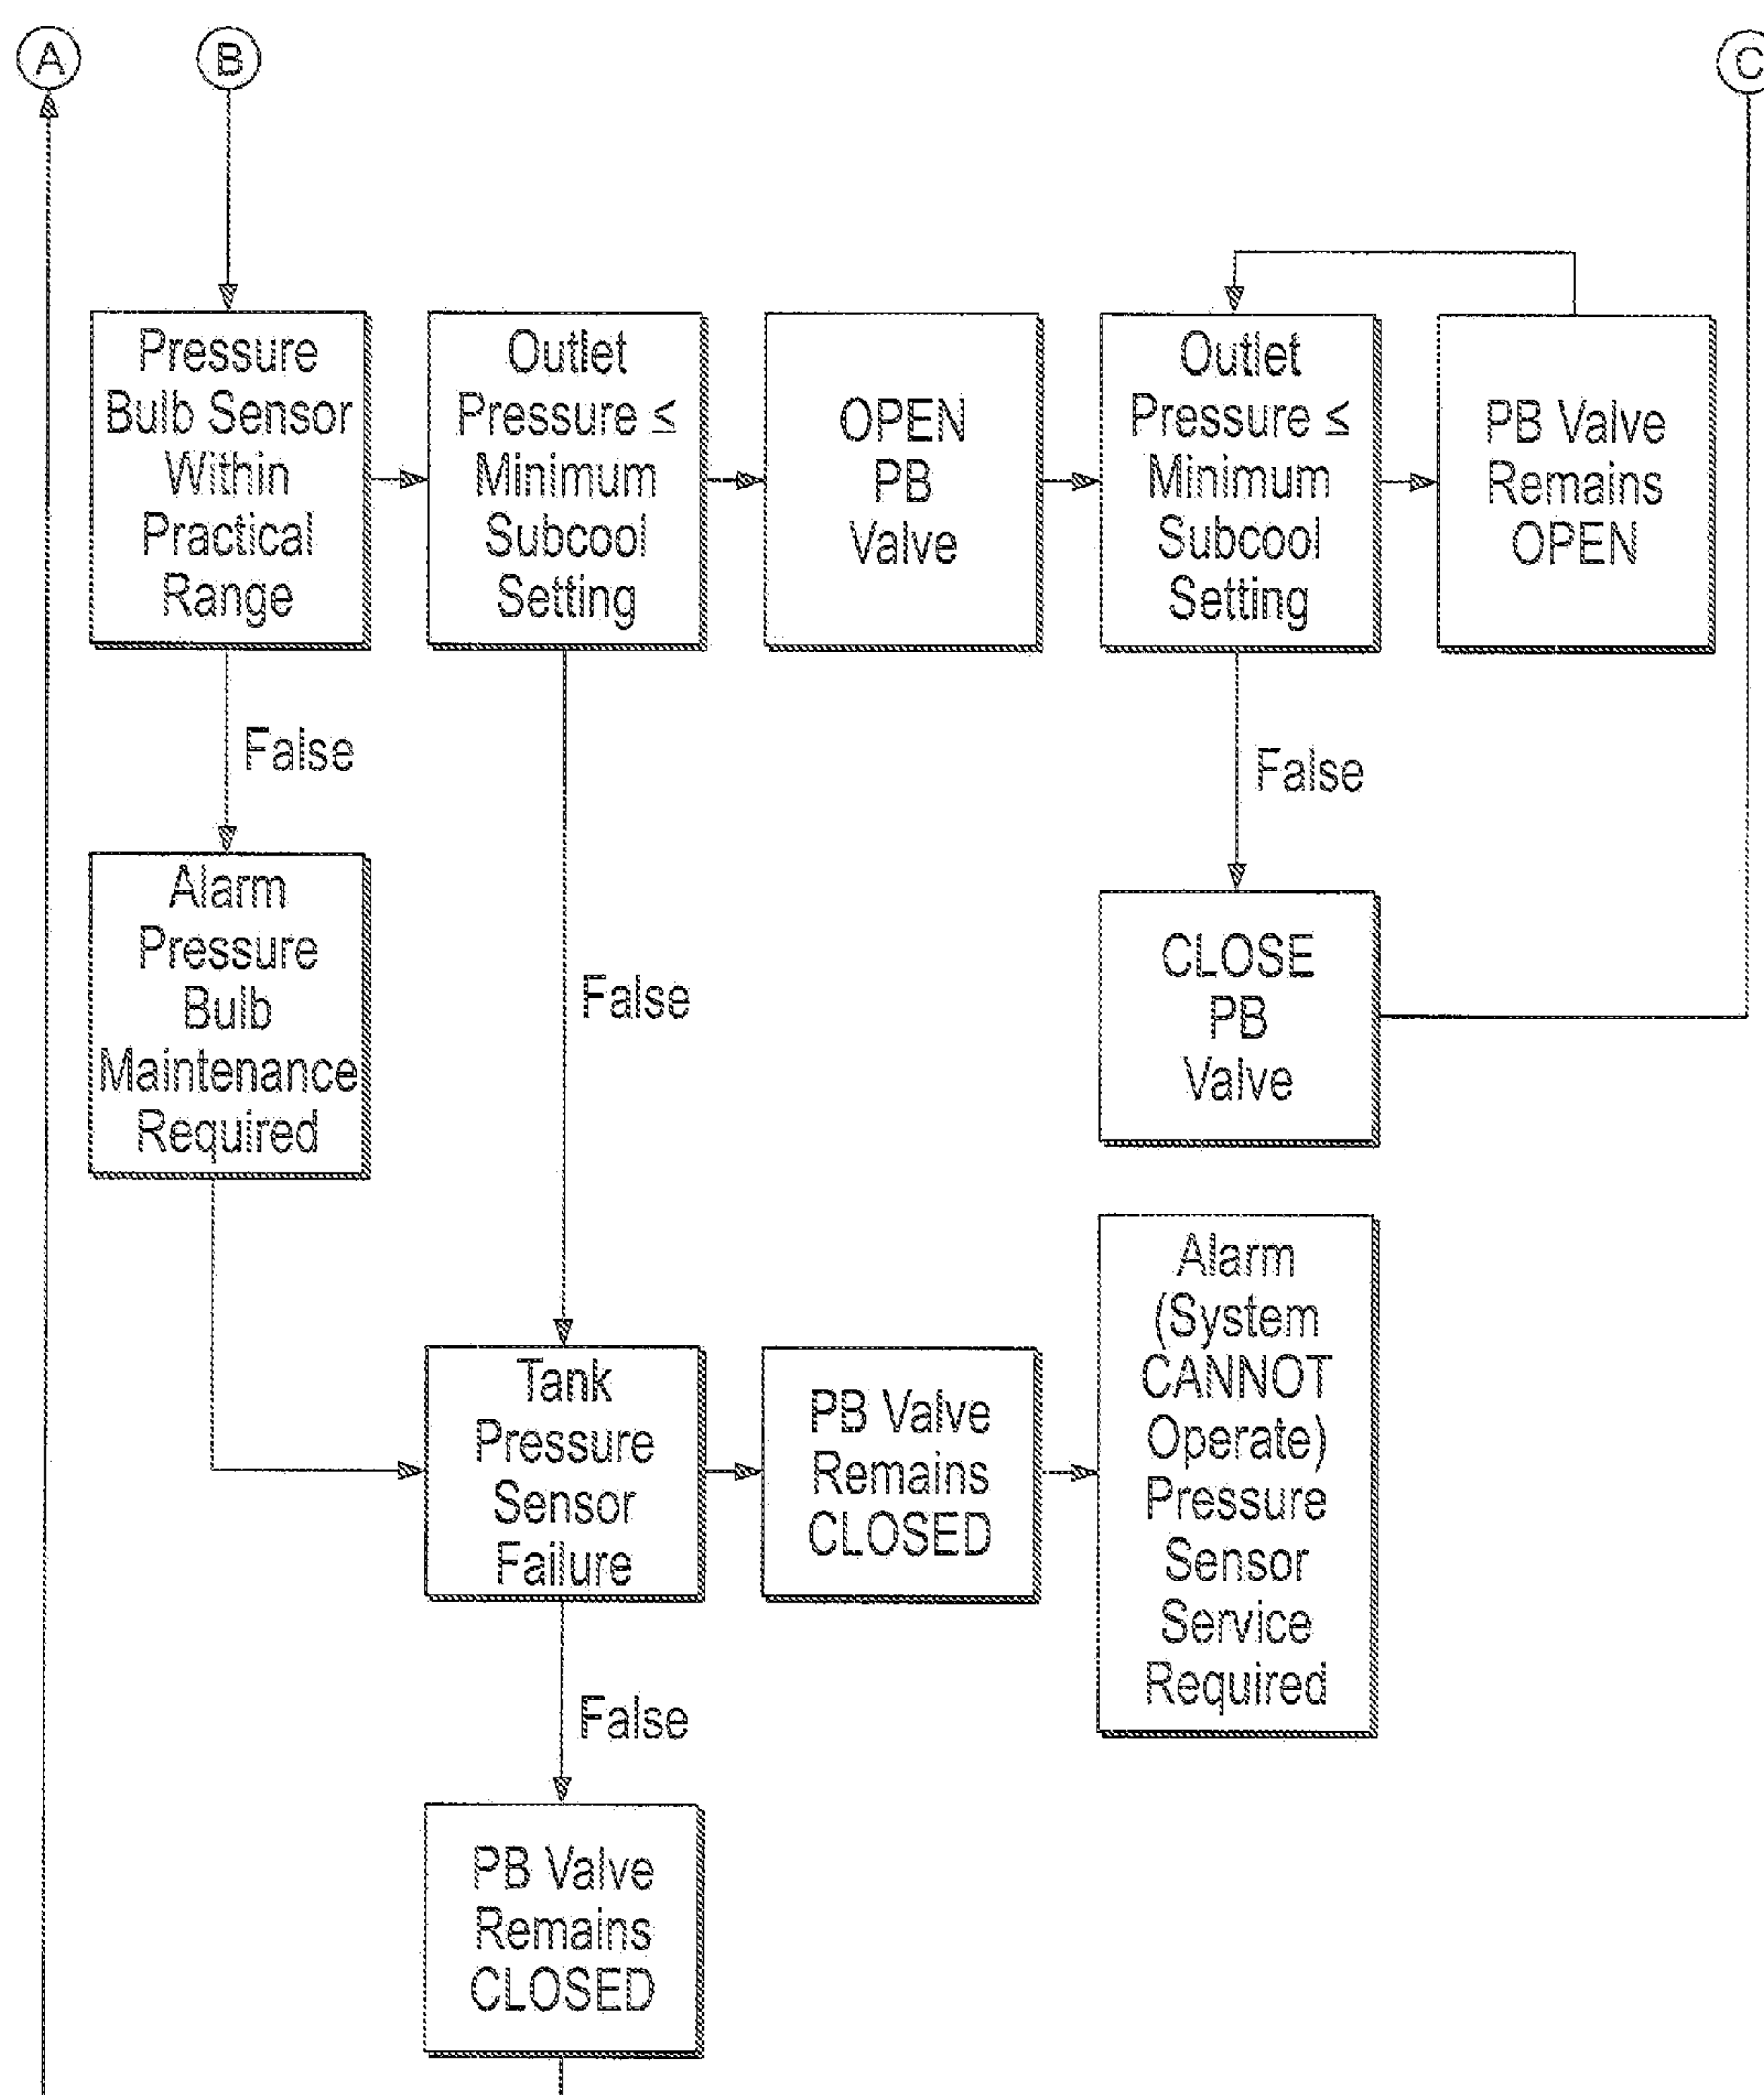 A
B
C
Pressure
Bulb Sensor
Within
Practical
Range
Outlet
Pressure ≤
Minimum
Subcool
Setting
OPEN
PB
Valve
Outlet
Pressure ≤
Minimum
Subcool
Setting
PB Valve
Remains
OPEN
False
False
Alarm
Pressure
Bulb
Maintenance
Required
False
CLOSE
PB
Valve
Tank
Pressure
Sensor
Failure
PB Valve
Remains
CLOSED
Alarm
(System
CANNOT
Operate)
Pressure
Sensor
Service
Required
False
PB Valve
Remains
CLOSED